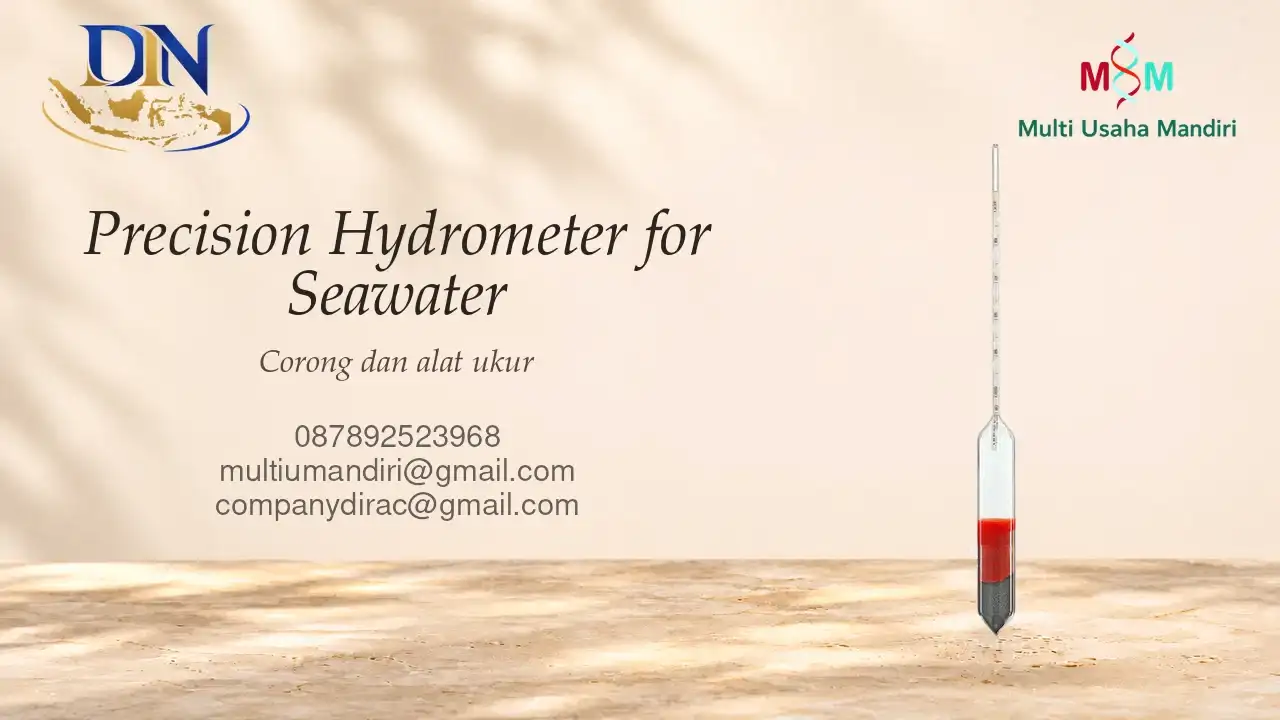 DIN
MSM
Multi Usaha Mandiri
Precision Hydrometer for
Seawater
Corong dan alat ukur
087892523968
multiumandiri@gmail.com
companydirac@gmail.com